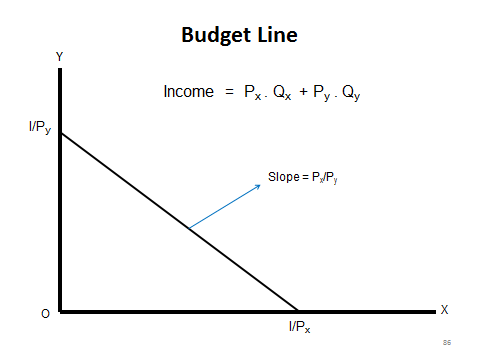 Budget Line
Y
Income = Px . Qx + Py . Qy
I/Py
Slope = Px/Py
O
X
I/Px
86